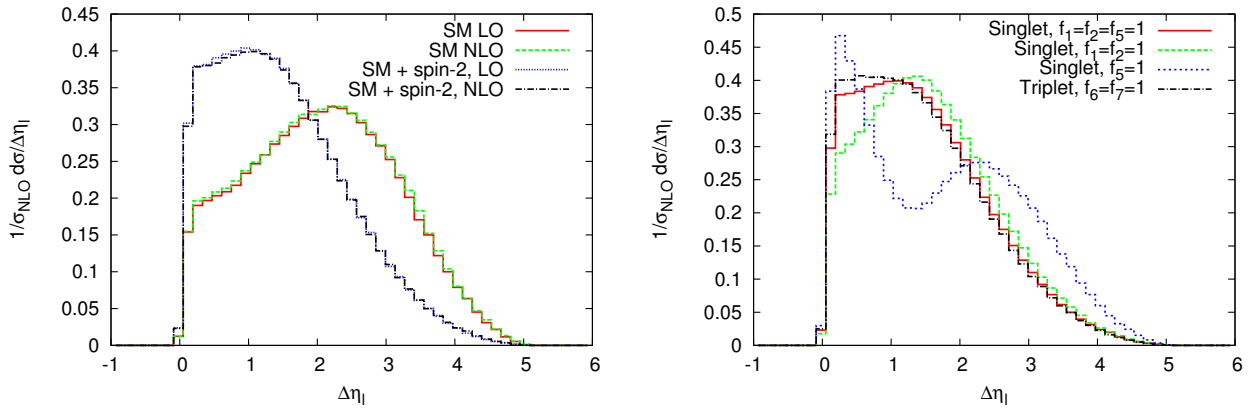 0.45
0.4
0.35
0.3
0.25
0.2
0.15
0.1
0.05
0
-1 0 1 2 3 4 5 6
1/σNLO dσ/Δηl
Δηl
SM LO
SM NLO
SM + spin-2, LO
SM + spin-2, NLO
0.5
0.45
0.4
0.35
0.3
0.25
0.2
0.15
0.1
0.05
0
-1 0 1 2 3 4 5 6
1/σNLO dσ/Δηl
Δηl
Singlet, f1=f2=f5=1
Singlet, f1=f2=1
Singlet, f5=1
Triplet, f6=f7=1